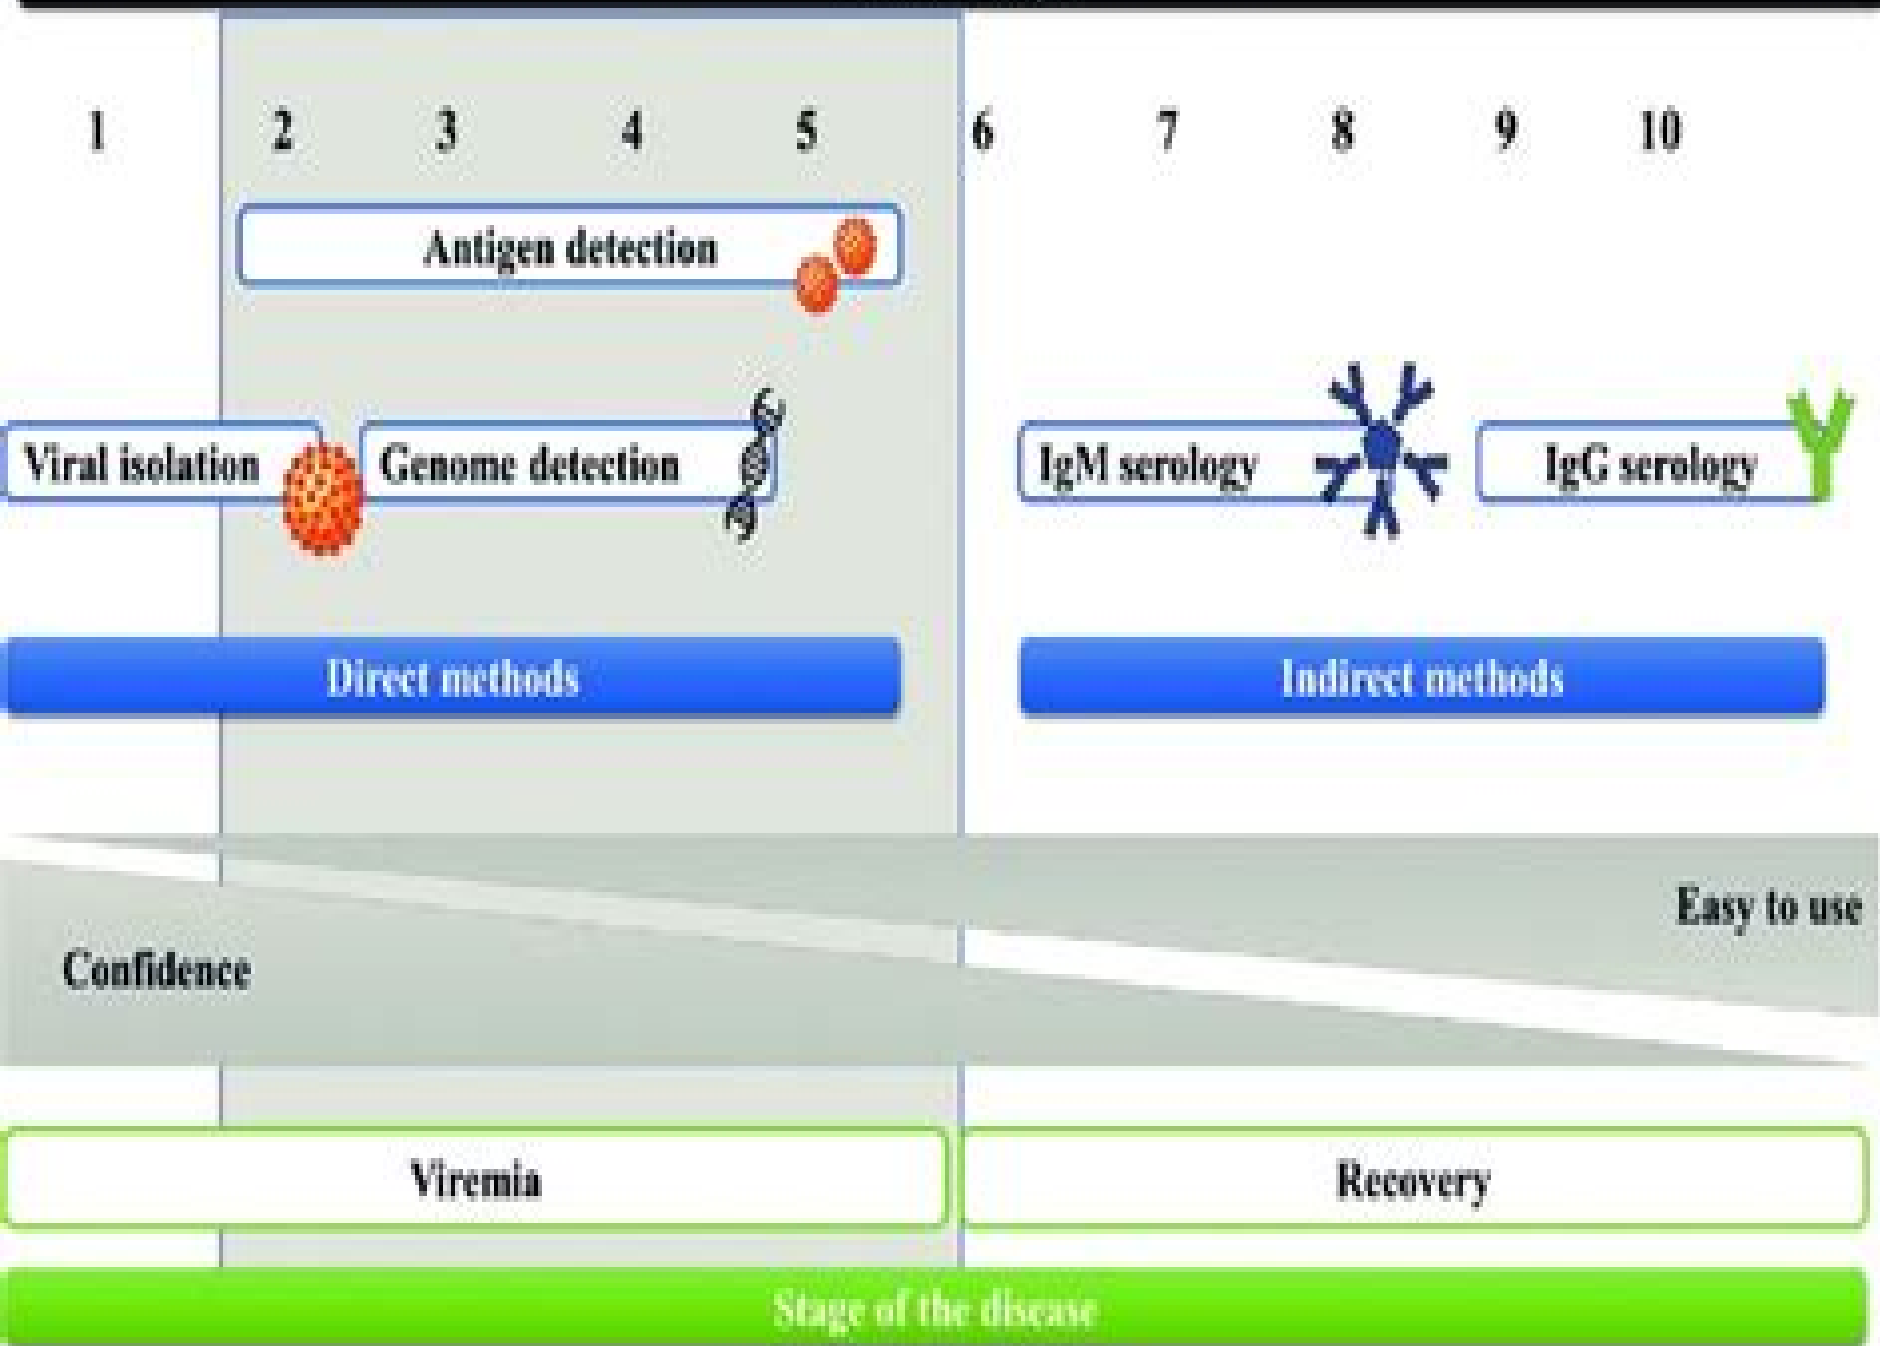 1 2 3 4 5 6 7 8 9 10
Antigen detection
Viral isolation Genome detection IgM serology IgG serology
Direct methods Indirect methods
Easy to use
Confidence
Viremia Recovery
Stage of the disease